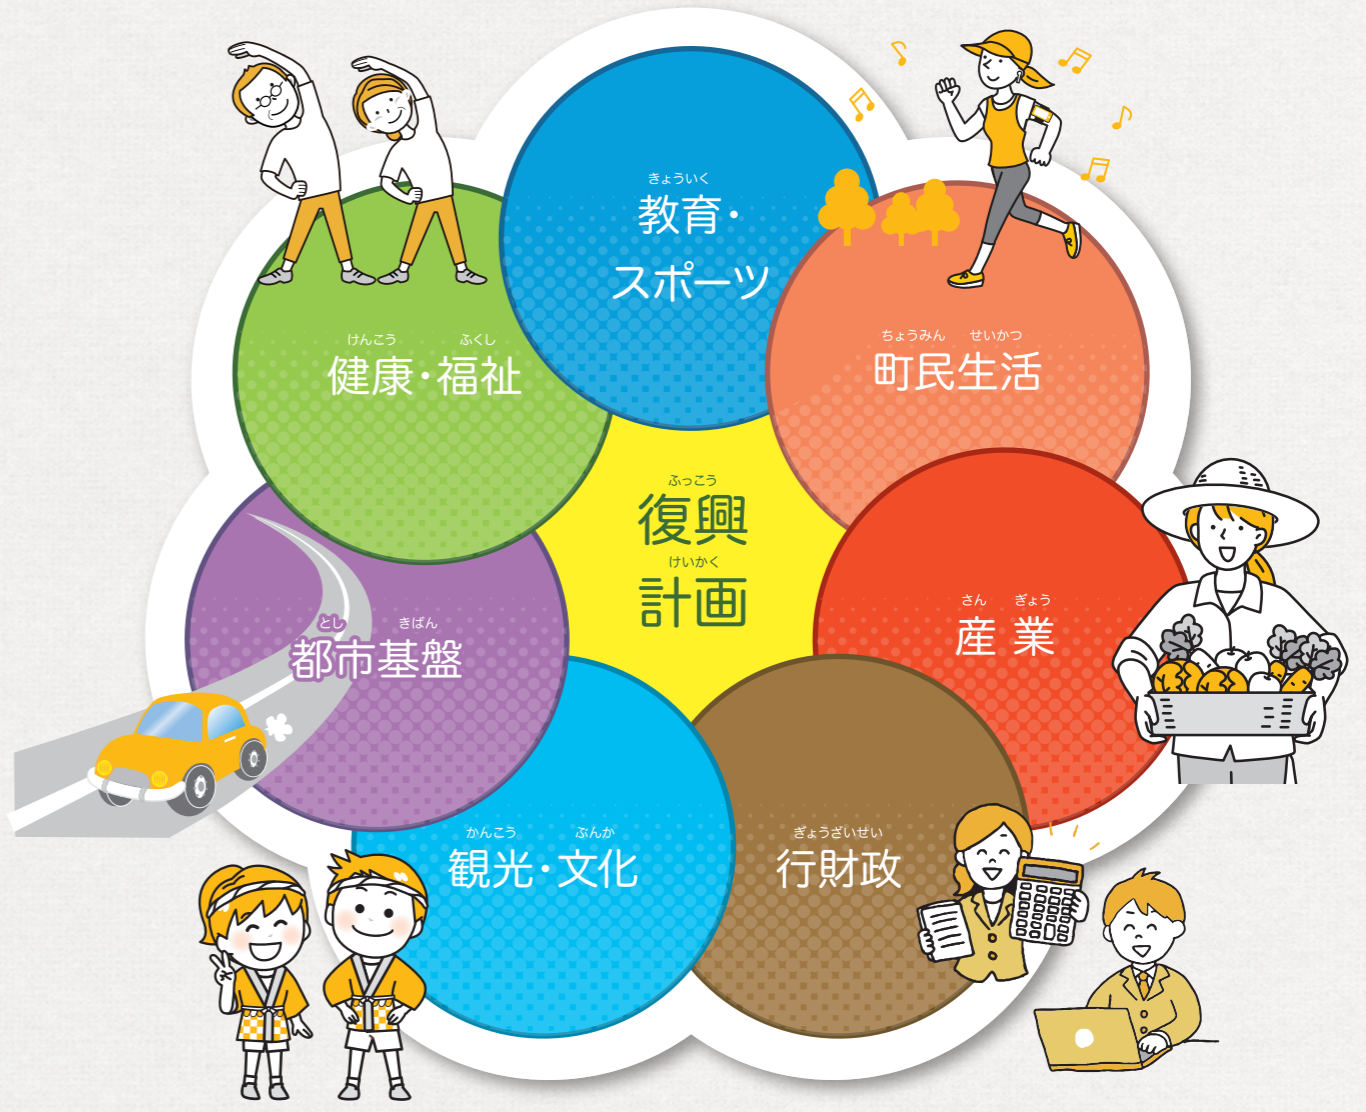 きょういく
教育・
スポーツ
ちょうみん せいかつ
町民生活
けんこう ふくし
健康・福祉
ふっこう
復興
けいかく
計画
さん ぎょう
産業
とし きばん
都市基盤
かんこう ぶんか
観光・文化
ぎょうざいせい
行財政